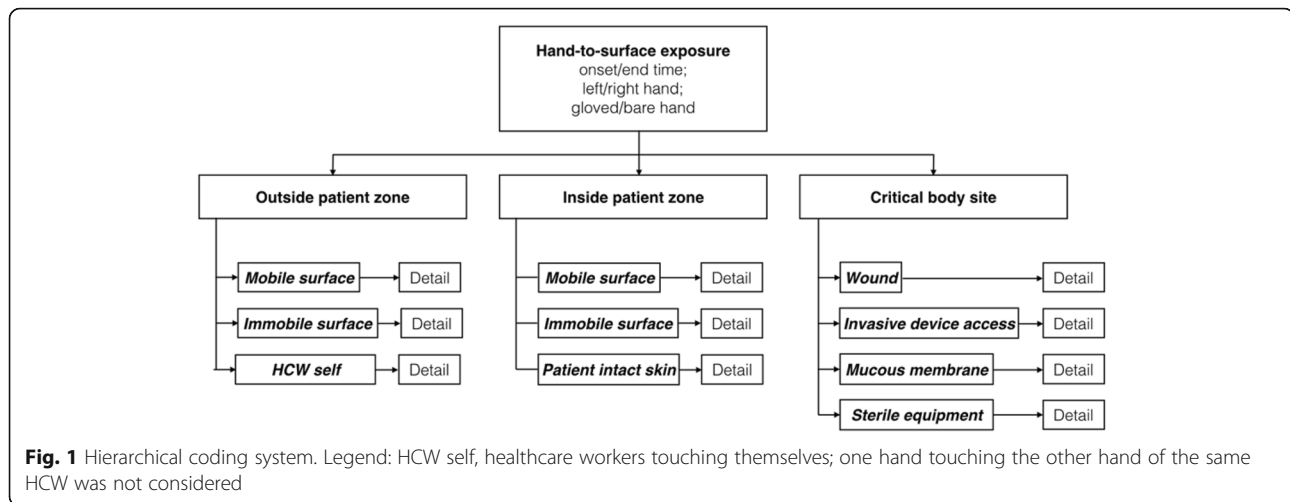 Hand-to-surface exposure
onset/end time;
left/right hand;
gloved/bare hand
Outside patient zone
Inside patient zone
Critical body site
Mobile surface
Detail
Immobile surface
Detail
HCW self
Detail
Mobile surface
Detail
Immobile surface
Detail
Patient intact skin
Detail
Wound
Detail
Invasive device access
Detail
Mucous membrane
Detail
Sterile equipment
Detail
Fig. 1 Hierarchical coding system. Legend: HCW self, healthcare workers touching themselves; one hand touching the other hand of the same
HCW was not considered